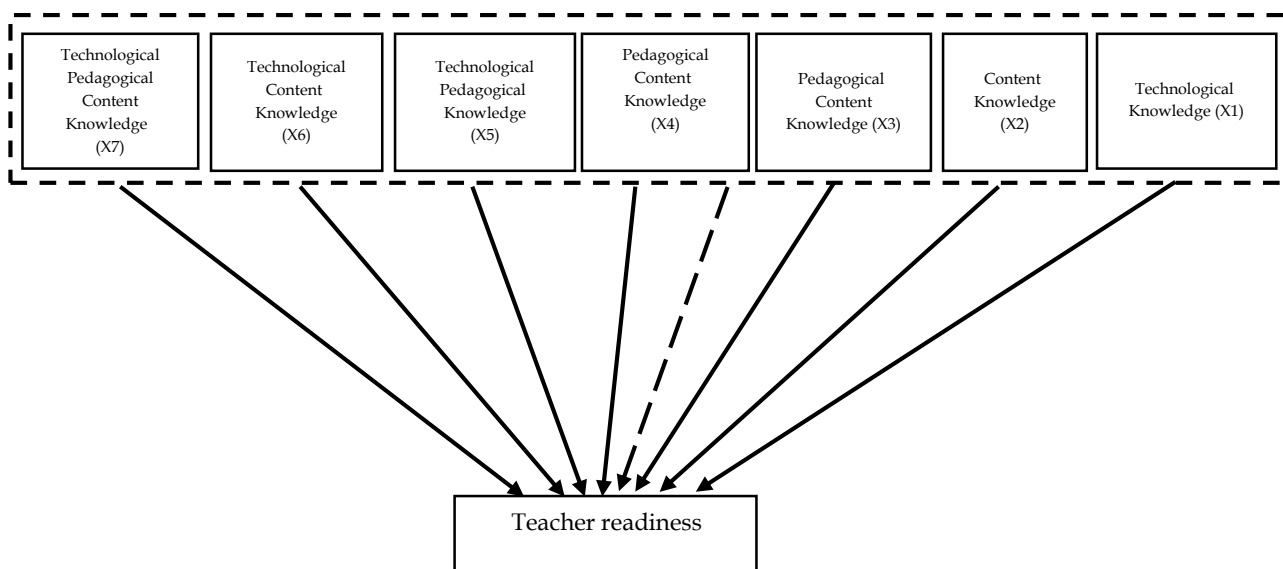 Technological
Pedagogical
Content
Knowledge
(X7)
Technological
Content
Knowledge
(X6)
Technological
Pedagogical
Knowledge
(X5)
Pedagogical
Content
Knowledge
(X4)
Pedagogical
Content
Knowledge (X3)
Content
Knowledge
(X2)
Technological
Knowledge (X1)
Teacher readiness